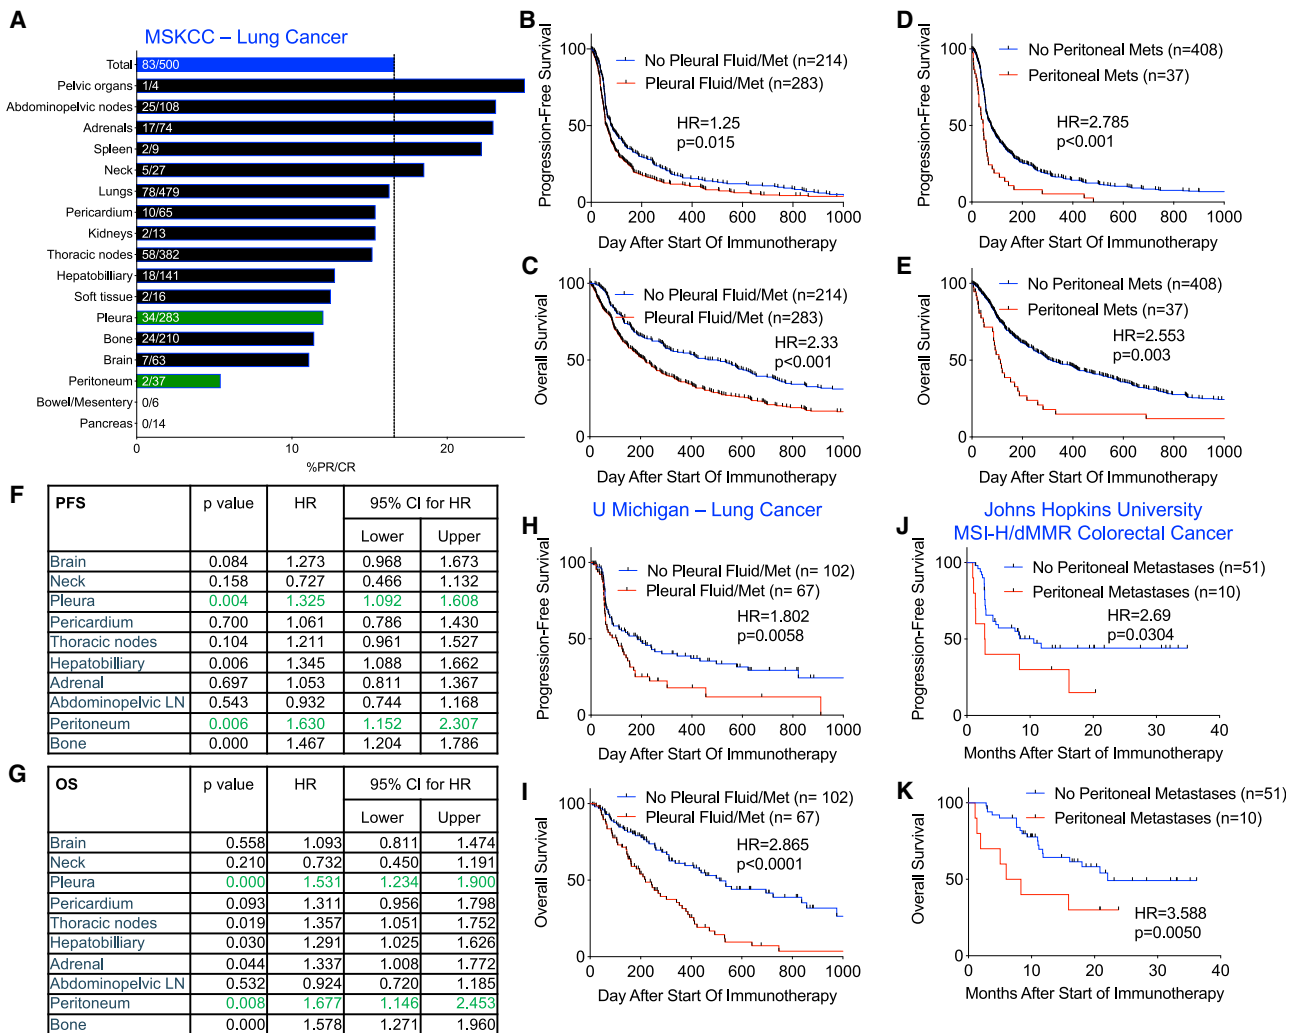 A
MSKCC – Lung Cancer
Total 83/500
Pelvic organs 1/4
Abdominopelvic nodes 25/108
Adrenals 17/74
Spleen 2/9
Neck 5/27
Lungs 78/479
Pericardium 10/65
Kidneys 2/13
Thoracic nodes 58/382
Hepatobilliary 18/141
Soft tissue 2/16
Pleura 34/283
Bone 24/210
Brain 7/63
Peritoneum 2/37
Bowel/Mesentery 0/6
Pancreas 0/14
10 20
%PR/CR
B
Progression-Free Survival
100
50
0
No Pleural Fluid/Met (n=214)
Pleural Fluid/Met (n=283)
HR=1.25
p=0.015
0 200 400 600 800 1000
Day After Start Of Immunotherapy
D
Progression-Free Survival
100
50
0
No Peritoneal Mets (n=408)
Peritoneal Mets (n=37)
HR=2.785
p<0.001
0 200 400 600 800 1000
Day After Start Of Immunotherapy
C
Overall Survival
100
50
0
No Pleural Fluid/Met (n=214)
Pleural Fluid/Met (n=283)
HR=2.33
p<0.001
0 200 400 600 800 1000
Day After Start Of Immunotherapy
E
Overall Survival
100
50
0
No Peritoneal Mets (n=408)
Peritoneal Mets (n=37)
HR=2.553
p=0.003
0 200 400 600 800 1000
Day After Start Of Immunotherapy
F
PFS p value HR 95% CI for HR
Lower Upper
Brain 0.084 1.273 0.968 1.673
Neck 0.158 0.727 0.466 1.132
Pleura 0.004 1.325 1.092 1.608
Pericardium 0.700 1.061 0.786 1.430
Thoracic nodes 0.104 1.211 0.961 1.527
Hepatobilliary 0.006 1.345 1.088 1.662
Adrenal 0.697 1.053 0.811 1.367
Abdominopelvic LN 0.543 0.932 0.744 1.168
Peritoneum 0.006 1.630 1.152 2.307
Bone 0.000 1.467 1.204 1.786
G
OS p value HR 95% CI for HR
Lower Upper
Brain 0.558 1.093 0.811 1.474
Neck 0.210 0.732 0.450 1.191
Pleura 0.000 1.531 1.234 1.900
Pericardium 0.093 1.311 0.956 1.798
Thoracic nodes 0.019 1.357 1.051 1.752
Hepatobilliary 0.030 1.291 1.025 1.626
Adrenal 0.044 1.337 1.008 1.772
Abdominopelvic LN 0.532 0.924 0.720 1.185
Peritoneum 0.008 1.677 1.146 2.453
Bone 0.000 1.578 1.271 1.960
H
U Michigan – Lung Cancer
Progression-Free Survival
100
50
0
No Pleural Fluid/Met (n= 102)
Pleural Fluid/Met (n= 67)
HR=1.802
p=0.0058
0 200 400 600 800 1000
Day After Start Of Immunotherapy
J
Johns Hopkins University
MSI-H/dMMR Colorectal Cancer
Progression-Free Survival
100
50
0
No Peritoneal Metastases (n=51)
Peritoneal Metastases (n=10)
HR=2.69
p=0.0304
0 10 20 30 40
Months After Start of Immunotherapy
I
Overall Survival
100
50
0
No Pleural Fluid/Met (n= 102)
Pleural Fluid/Met (n= 67)
HR=2.865
p<0.0001
0 200 400 600 800 1000
Day After Start Of Immunotherapy
K
Overall Survival
100
50
0
No Peritoneal Metastases (n=51)
Peritoneal Metastases (n=10)
HR=3.588
p=0.0050
0 10 20 30 40
Months After Start of Immunotherapy